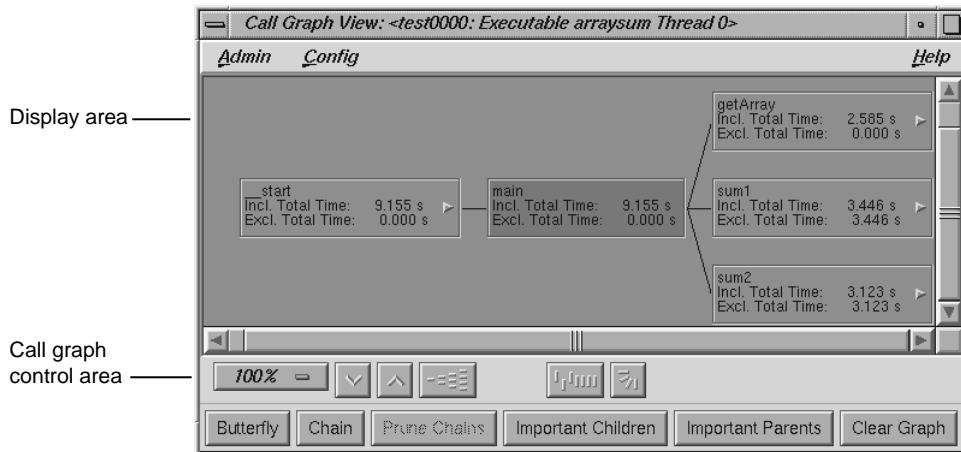 Call Graph View: <test0000: Executable arraysum Thread 0>
Admin Config Help
Display area
getArray
Incl. Total Time: 2.585 s
Excl. Total Time: 0.000 s
__start
Incl. Total Time: 9.155 s
Excl. Total Time: 0.000 s
main
Incl. Total Time: 9.155 s
Excl. Total Time: 0.000 s
sum1
Incl. Total Time: 3.446 s
Excl. Total Time: 3.446 s
sum2
Incl. Total Time: 3.123 s
Excl. Total Time: 3.123 s
Call graph
control area
100%
Butterfly Chain Prune Chains Important Children Important Parents Clear Graph